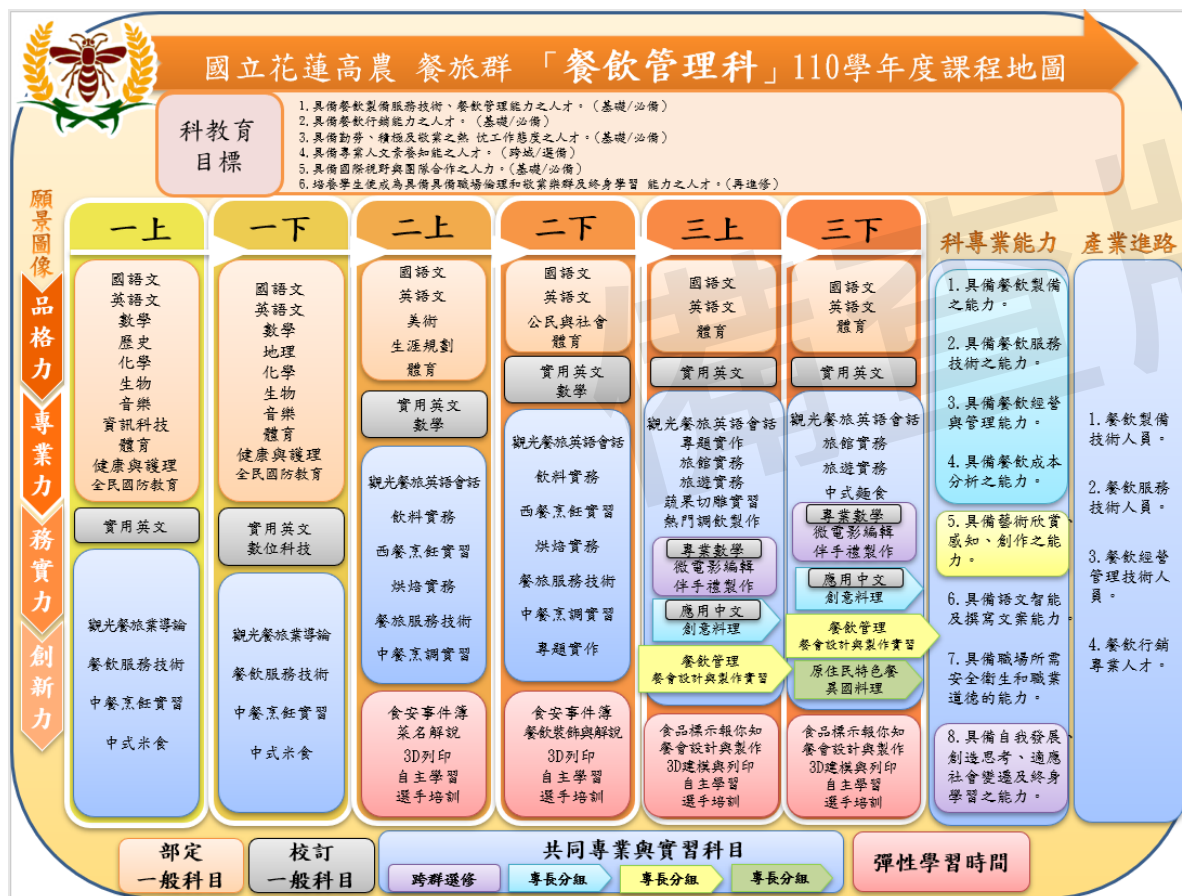 國立花蓮高農 餐旅群 「餐飲管理科」110學年度課程地圖
科教育
目標
1.具備餐飲製備服務技術、餐飲管理能力之人才。(基礎/必備)
2.具備餐飲行銷能力之人才。(基礎/必備)
3.具備勤勞、積極及敬業之熱 忱工作態度之人才。(基礎/必備)
4.具備專業人文素養知能之人才。(跨域/選備)
5.具備國際視野與團隊合作之人力。(基礎/必備)
6.培養學生使成為具備具備職場倫理和敬業樂群及終身學習 能力之人才。(再進修)
願景圖像
品格力
專業力
務實力
創新力
一上
國語文
英語文
數學
歷史
化學
生物
音樂
資訊科技
體育
健康與護理
全民國防教育
實用英文
觀光餐旅業導論
餐飲服務技術
中餐烹飪實習
中式米食
一下
國語文
英語文
數學
地理
化學
生物
音樂
體育
健康與護理
全民國防教育
實用英文
數位科技
觀光餐旅業導論
餐飲服務技術
中餐烹飪實習
中式米食
二上
國語文
英語文
美術
生涯規劃
體育
實用英文
數學
觀光餐旅英語會話
飲料實務
西餐烹飪實習
烘焙實務
餐旅服務技術
中餐烹調實習
食安事件簿
菜名解說
3D列印
自主學習
選手培訓
二下
國語文
英語文
公民與社會
體育
實用英文
數學
觀光餐旅英語會話
飲料實務
西餐烹飪實習
烘焙實務
餐旅服務技術
中餐烹調實習
專題實作
食安事件簿
餐飲裝飾與解說
3D列印
自主學習
選手培訓
三上
國語文
英語文
體育
實用英文
觀光餐旅英語會話
專題實作
旅館實務
旅遊實務
蔬果切雕實習
熱門調飲製作
專業數學
微電影編輯
伴手禮製作
應用中文
創意料理
餐飲管理
餐會設計與製作實習
食品標示報你知
餐會設計與製作
3D建模與列印
自主學習
選手培訓
三下
國語文
英語文
體育
實用英文
觀光餐旅英語會話
旅館實務
旅遊實務
中式麵食
專業數學
微電影編輯
伴手禮製作
應用中文
創意料理
餐飲管理
餐會設計與製作實習
原住民特色餐
異國料理
食品標示報你知
餐會設計與製作
3D建模與列印
自主學習
選手培訓
科專業能力
1.具備餐飲製備
之能力。
2.具備餐飲服務
技術之能力。
3.具備餐飲經營
與管理能力。
4.具備餐飲成本
分析之能力。
5.具備藝術欣賞、
感知、創作之能
力。
6.具備語文智能
及撰寫文案能力。
7.具備職場所需
安全衛生和職業
道德的能力。
8.具備自我發展、
創造思考、適應
社會變遷及終身
學習之能力。
產業進路
1.餐飲製備
技術人員。
2.餐飲服務
技術人員。
3.餐飲經營
管理技術人
員。
4.餐飲行銷
專業人才。
備查版
部定
一般科目
校訂
一般科目
共同專業與實習科目
跨群選修
專長分組
專長分組
專長分組
彈性學習時間